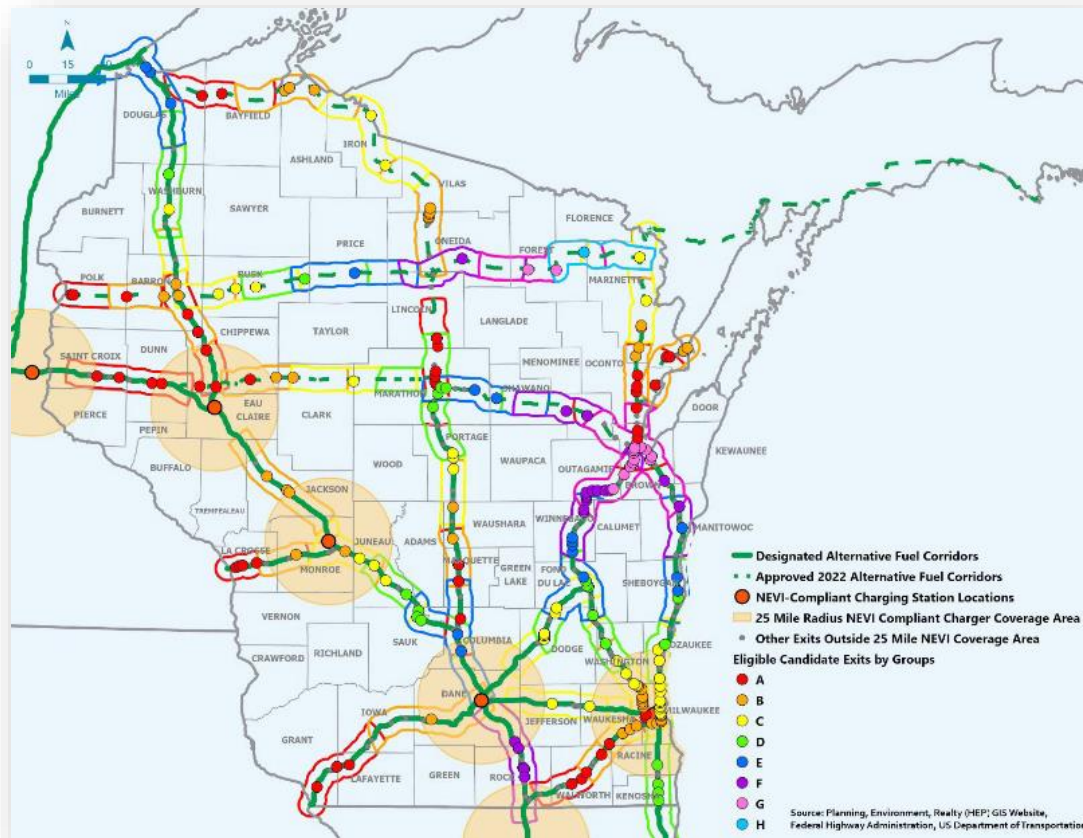 0 15
Miles
DOUGLAS
BAYFIELD
IRON
ASHLAND
VILAS
WASHBURN
BURNETT
SAWYER
FLORENCE
PRICE
ONEIDA
FOREST
POLK
BARRON
RUSK
MARINETTE
LINCOLN
LANGLADE
CHIPPEWA
TAYLOR
SAINT CROIX
DUNN
MENOMINEE
OCONTO
MARATHON
SHAWANO
DOOR
PIERCE
EAU
CLAIRE
CLARK
PEPIN
PORTAGE
KEWAUNEE
BUFFALO
WOOD
WAUPACA
OUTAGAMIE
BROWN
JACKSON
TREMPEALEAU
WINNEBAGO
CALUMET
MANITOWOC
WAUSHARA
ADAMS
JUNEAU
LA CROSSE
MONROE
MARQUETTE
GREEN
LAKE
FOND
DU LAC
SHEBOYGAN
VERNON
SAUK
COLUMBIA
RICHLAND
CRAWFORD
DODGE
OZAUKEE
WASHINGTON
DANE
IOWA
JEFFERSON
WAUKESHA
MILWAUKEE
GRANT
RACINE
LAFAYETTE
GREEN
ROCK
WALWORTH
KENOSHA
Designated Alternative Fuel Corridors
Approved 2022 Alternative Fuel Corridors
NEVI-Compliant Charging Station Locations
25 Mile Radius NEVI Compliant Charger Coverage Area
Other Exits Outside 25 Mile NEVI Coverage Area
Eligible Candidate Exits by Groups
A
B
C
D
E
F
G
H
Source: Planning, Environment, Realty (HEP) GIS Website,
Federal Highway Administration, US Department of Transportation